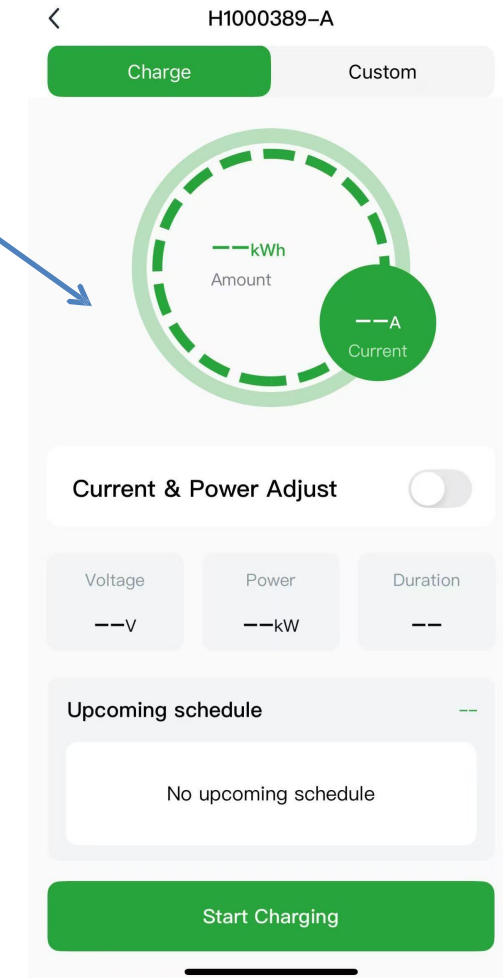 H1000389-A
Charge Custom
--kWh
Amount
--A
Current
Current & Power Adjust
Voltage Power Duration
--V --kW --
Upcoming schedule --
No upcoming schedule
Start Charging